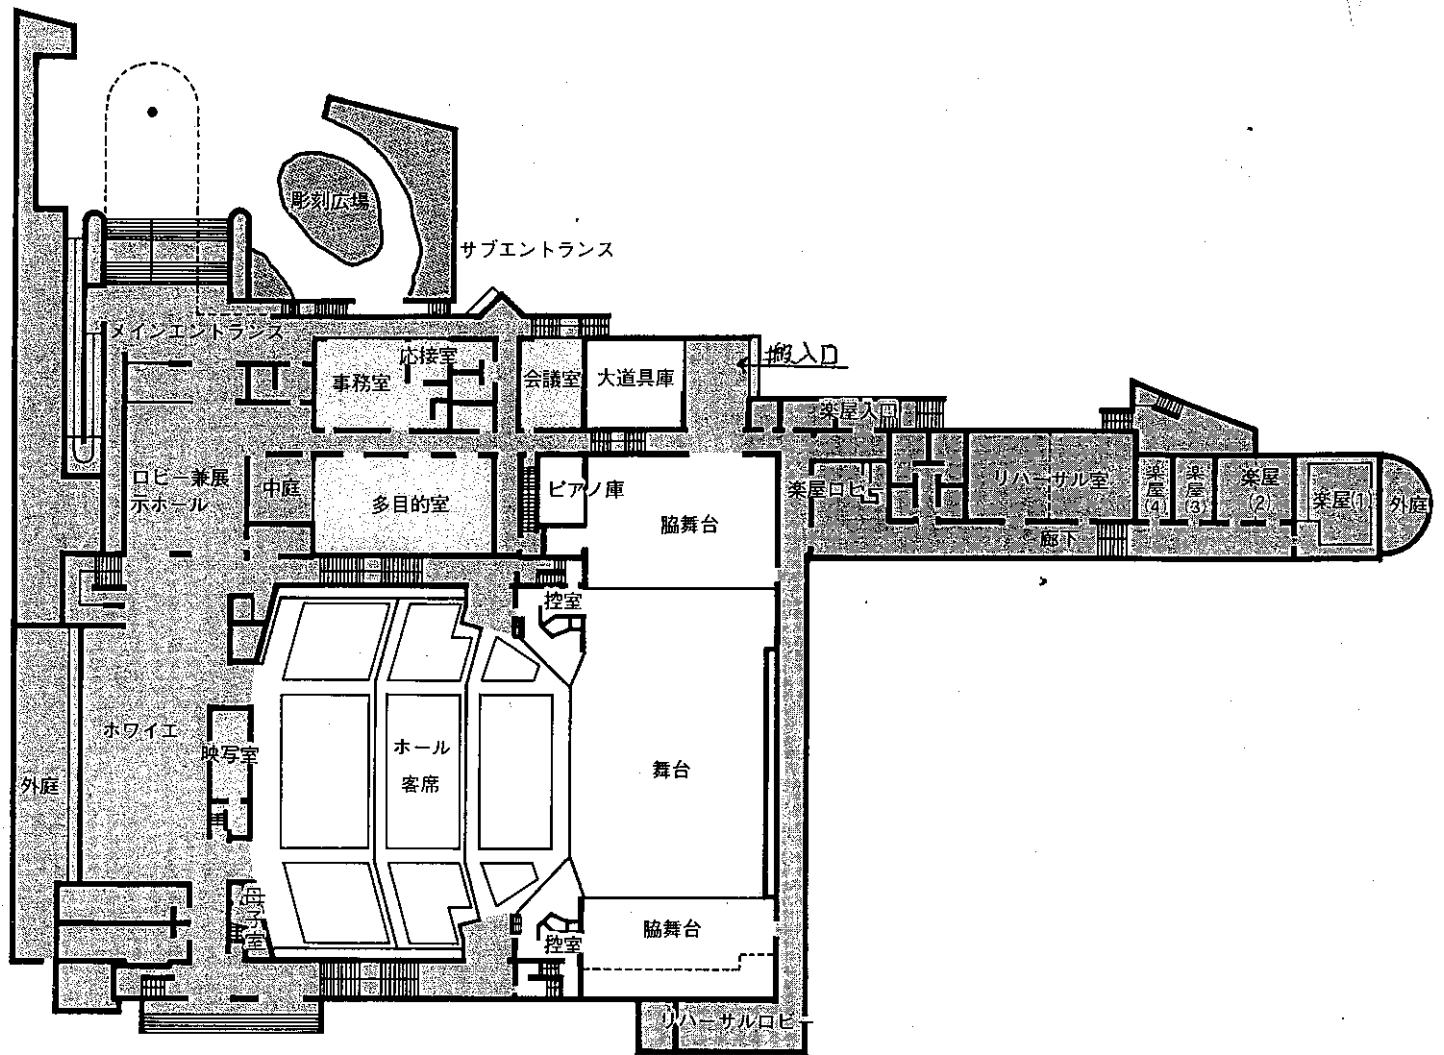 彫刻広場
サブエントランス
メインエントランス
応接室
事務室
会議室
大道具庫
搬入口
楽屋入口
ロビー兼展
示ホール
中庭
多目的室
ピアノ庫
脇舞台
楽屋ロビー
リハーサル室
楽屋(4)
楽屋(3)
楽屋
(2)
楽屋(1)
外庭
廊下
控室
ホワイエ
映写室
ホール
客席
舞台
外庭
母子室
控室
脇舞台
リハーサルロビー